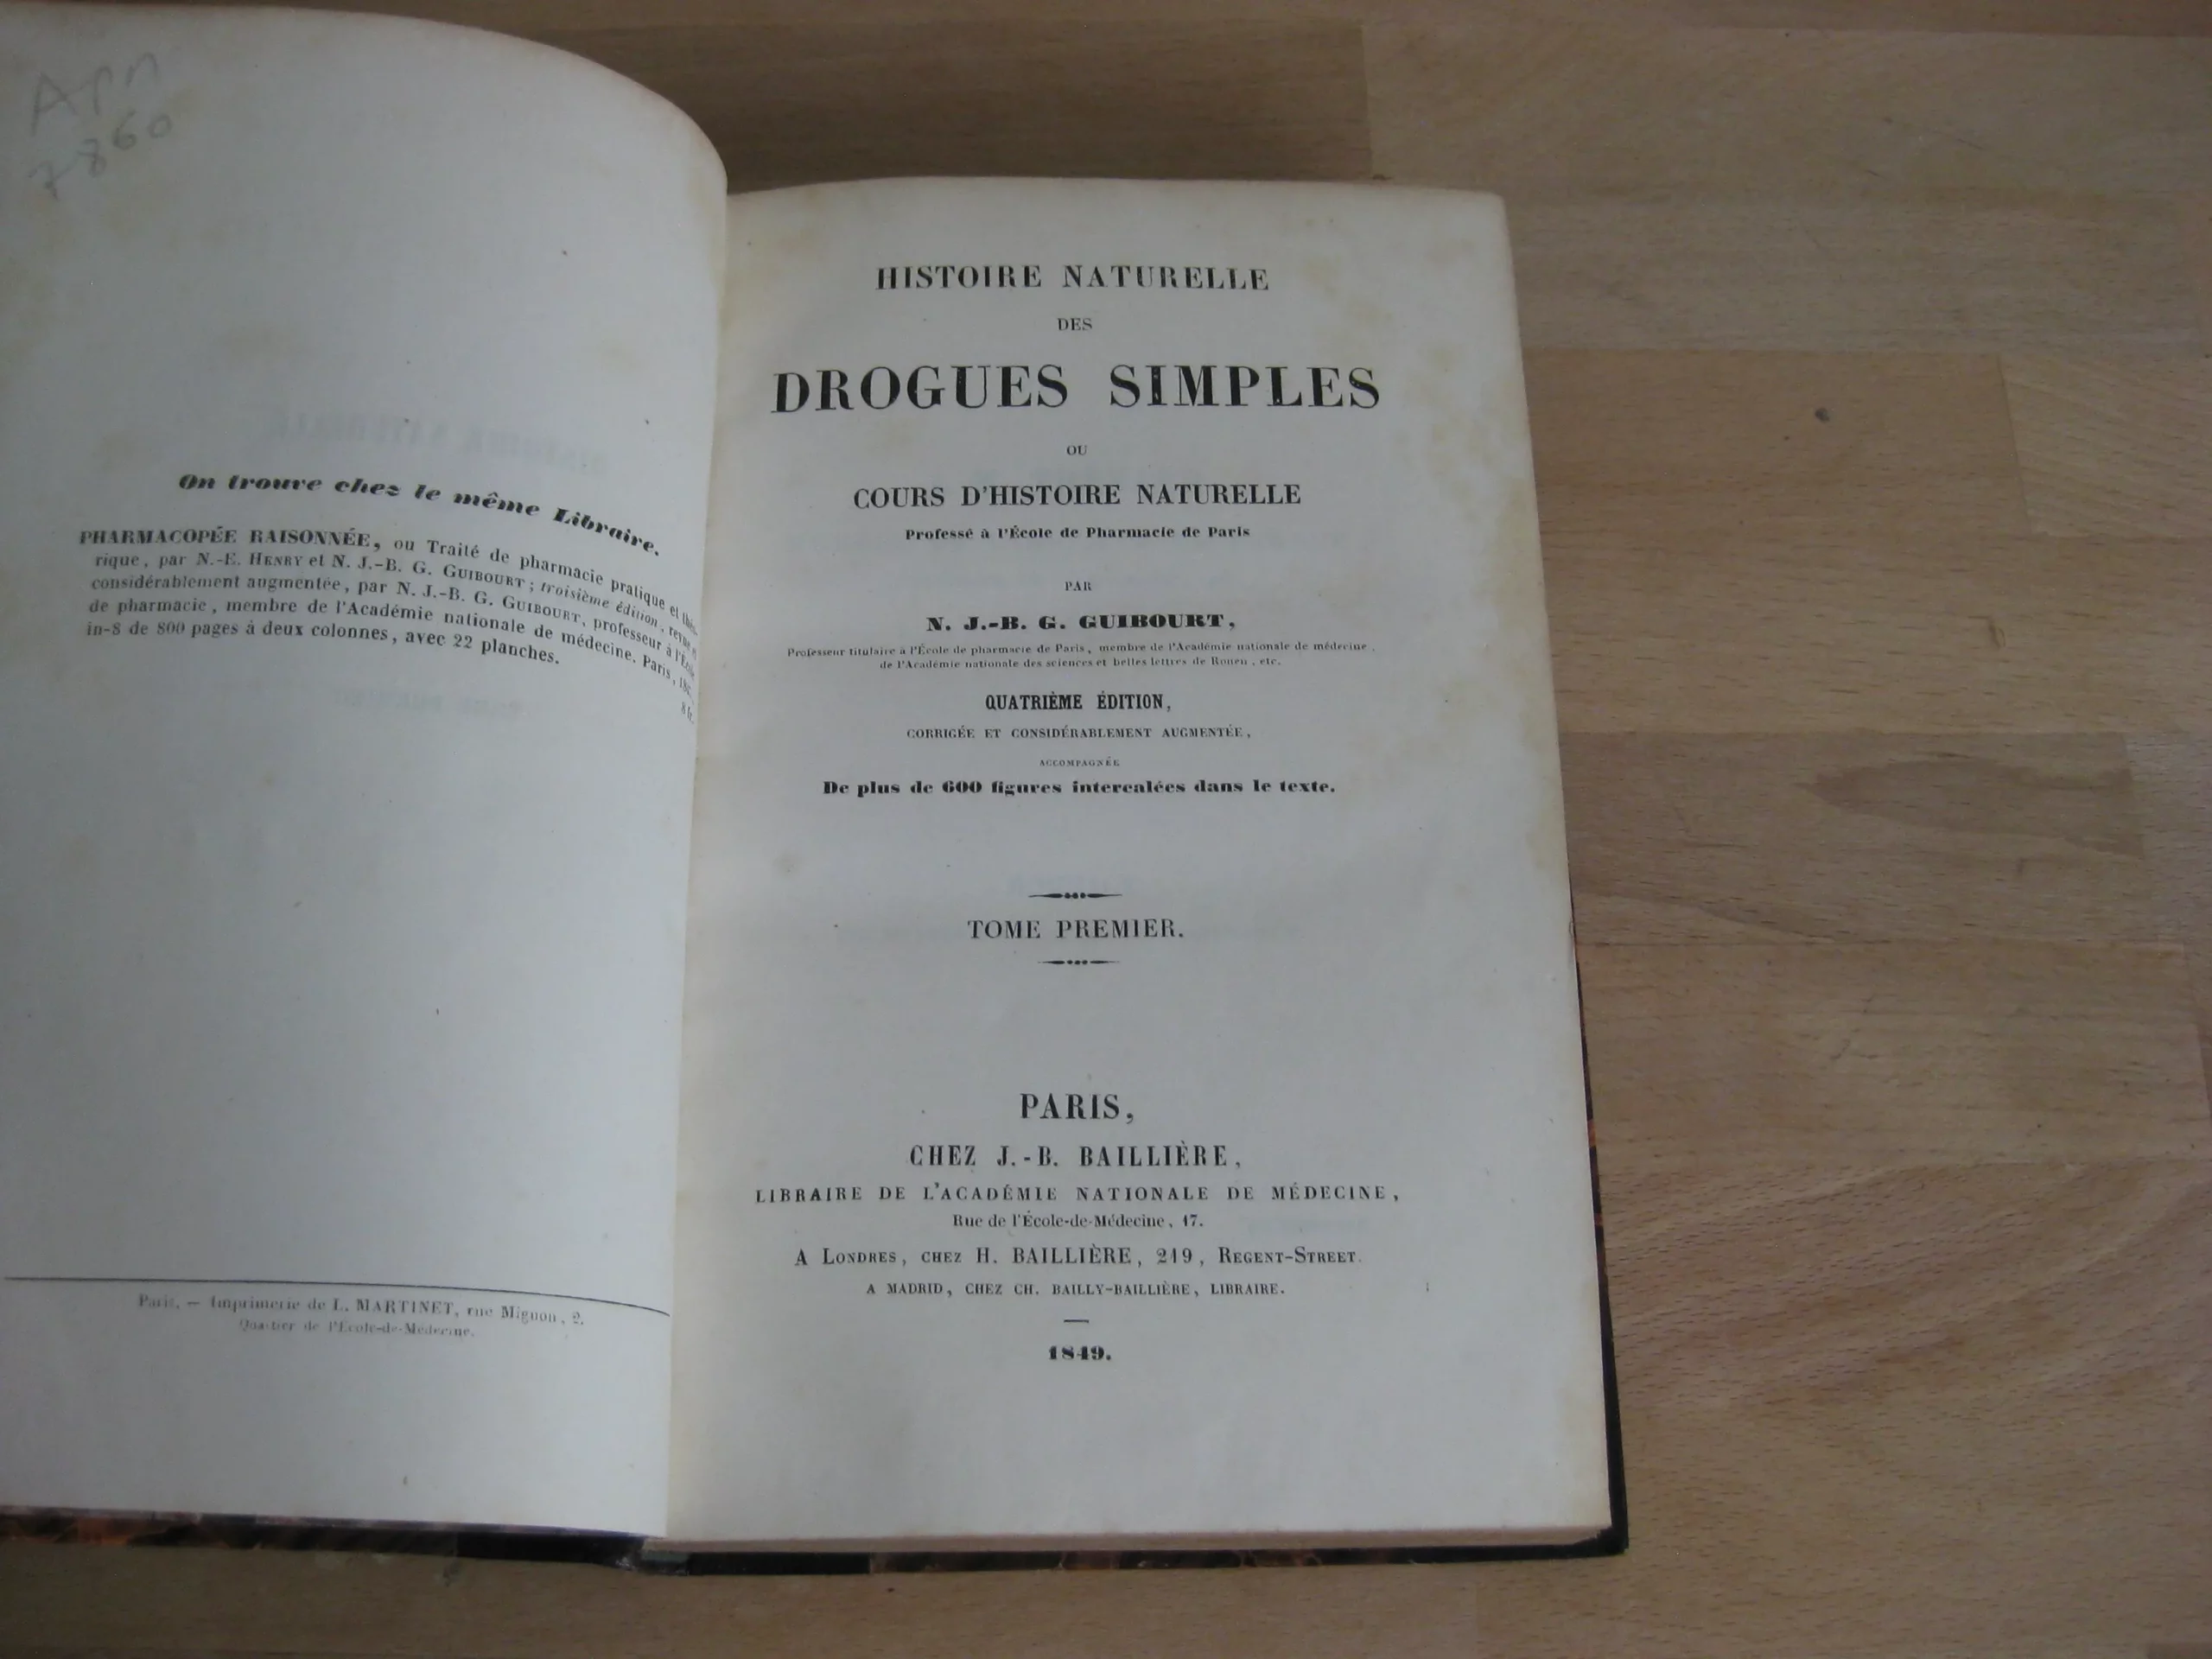 7860
On trouve chez le même Libraire.
PHARMACOPÉE RAISONNÉE, ou Traité de pharmacie pratique et
rique, par N.-E. HENRY et N. J.-B. G. GUIBOURT; troisième édition, revue et
considérablement augmentée, par N. J.-B. G. GUIBOURT, professeur à l'École
de pharmacie, membre de l'Académie nationale de médecine. Paris,
in-8 de 800 pages à deux colonnes, avec 22 planches.
8 fr.
Paris. — Imprimerie de L. MARTINET, rue Mignon, 2.
Quartier de l'École-de-Médecine.
HISTOIRE NATURELLE
DES
DROGUES SIMPLES
OU
COURS D'HISTOIRE NATURELLE
Professé à l'École de Pharmacie de Paris
PAR
N. J.-B. G. GUIBOURT,
Professeur titulaire à l'École de pharmacie de Paris, membre de l'Académie nationale de médecine,
de l'Académie nationale des sciences et belles lettres de Rouen, etc.
QUATRIÈME ÉDITION,
CORRIGÉE ET CONSIDÉRABLEMENT AUGMENTÉE,
ACCOMPAGNÉE
De plus de 600 figures intercalées dans le texte.
TOME PREMIER.
PARIS,
CHEZ J.-B. BAILLIÈRE,
LIBRAIRE DE L'ACADÉMIE NATIONALE DE MÉDECINE,
Rue de l'École-de-Médecine, 17.
A LONDRES, CHEZ H. BAILLIÈRE, 219, REGENT-STREET.
A MADRID, CHEZ CH. BAILLY-BAILLIÈRE, LIBRAIRE.
1849.